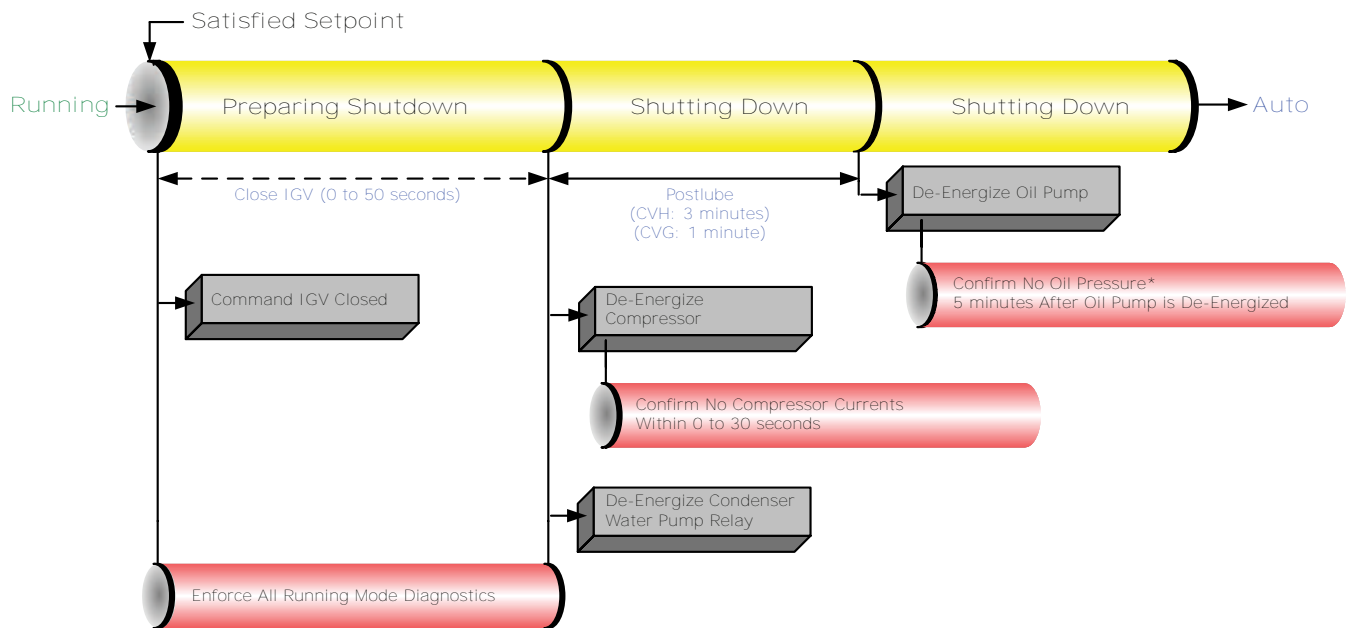 Satisfied Setpoint
Running
Preparing Shutdown
Shutting Down
Shutting Down
Auto
Close IGV (0 to 50 seconds)
Postlube
(CVH: 3 minutes)
(CVG: 1 minute)
De-Energize Oil Pump
Confirm No Oil Pressure*
5 minutes After Oil Pump is De-Energized
Command IGV Closed
De-Energize
Compressor
Confirm No Compressor Currents
Within 0 to 30 seconds
De-Energize Condenser
Water Pump Relay
Enforce All Running Mode Diagnostics